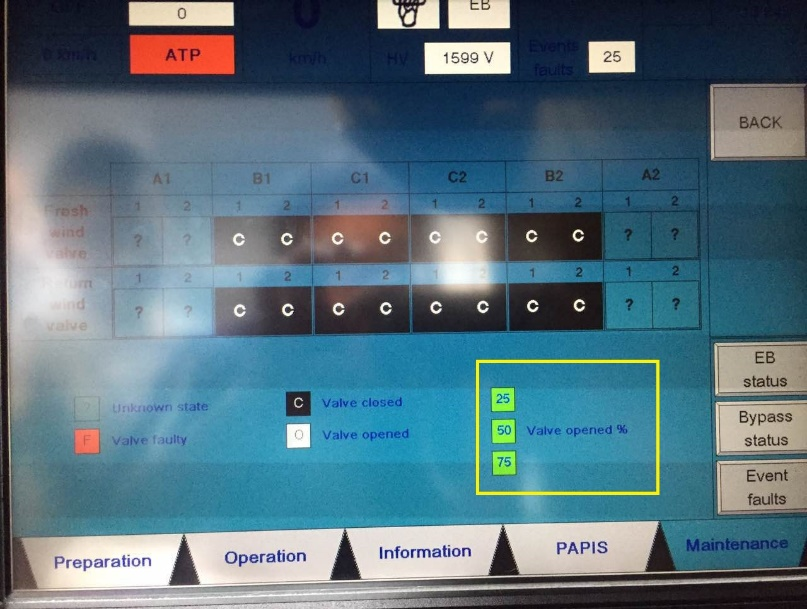 OFF 0 0 EB
0 km/h ATP km/h HV 1599 V Events faults 25
BACK
A1 B1 C1 C2 B2 A2
1 2 1 2 1 2 1 2 1 2 1 2
Fresh wind valve ? ? C C C C C C C C ? ?
1 2 1 2 1 2 1 2 1 2 1 2
Return wind valve ? ? C C C C C C C C ? ?
EB status
? Unknown state C Valve closed 25
F Valve faulty O Valve opened 50 Valve opened %
75
Bypass status
Event faults
Preparation Operation Information PAPIS Maintenance